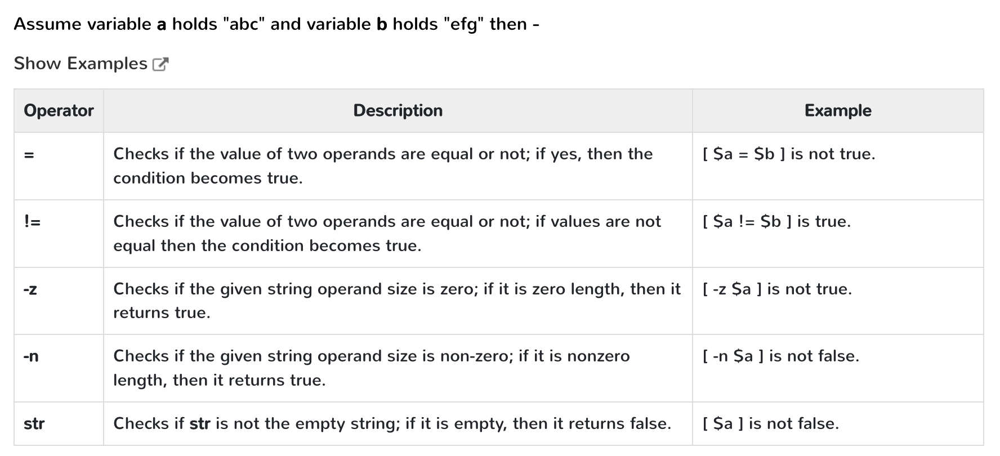 Assume variable a holds "abc" and variable b holds "efg" then -
Show Examples
Operator Description Example
= Checks if the value of two operands are equal or not; if yes, then the [ $a = $b ] is not true.
condition becomes true.
!= Checks if the value of two operands are equal or not; if values are not [ $a != $b ] is true.
equal then the condition becomes true.
-z Checks if the given string operand size is zero; if it is zero length, then it [ -z $a ] is not true.
returns true.
-n Checks if the given string operand size is non-zero; if it is nonzero [ -n $a ] is not false.
length, then it returns true.
str Checks if str is not the empty string; if it is empty, then it returns false. [ $a ] is not false.